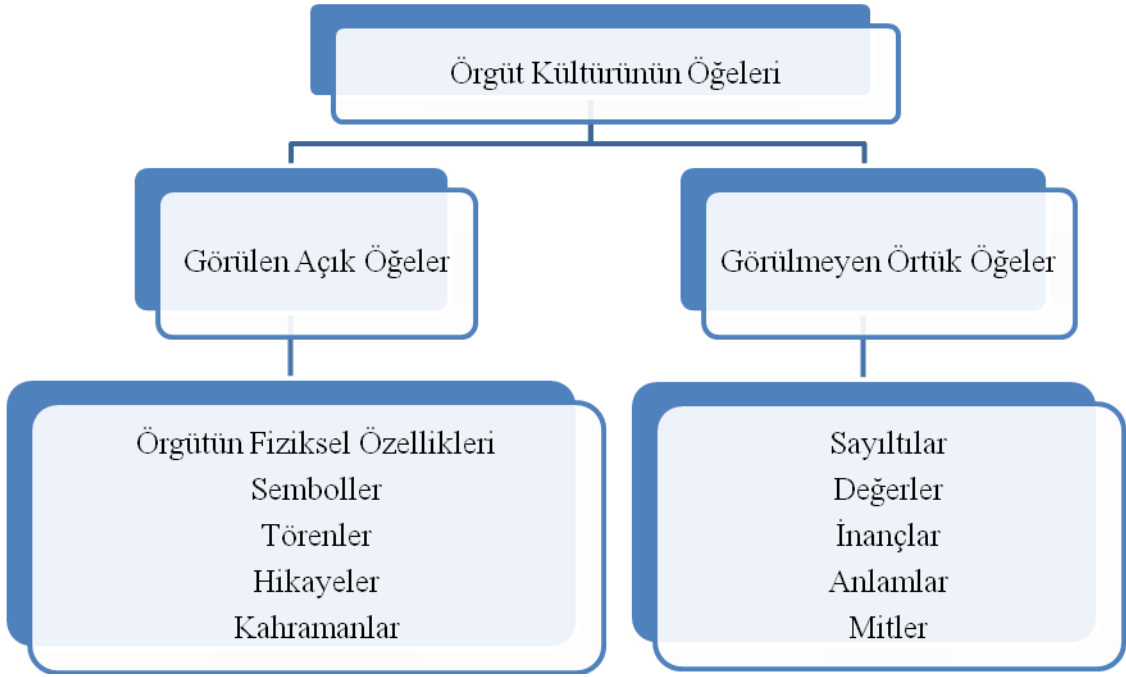 Örgüt Kültürünün Öğeleri
Görülen Açık Öğeler
Görülmeyen Örtük Öğeler
Örgütün Fiziksel Özellikleri
Semboller
Törenler
Hikayeler
Kahramanlar
Sayıltılar
Değerler
İnançlar
Anlamlar
Mitler